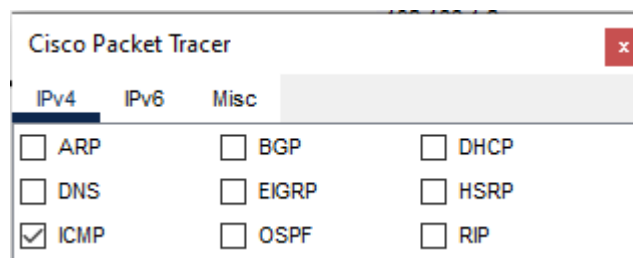 Cisco Packet Tracer x
IPv4 IPv6 Misc
ARP BGP DHCP
DNS EIGRP HSRP
ICMP OSPF RIP